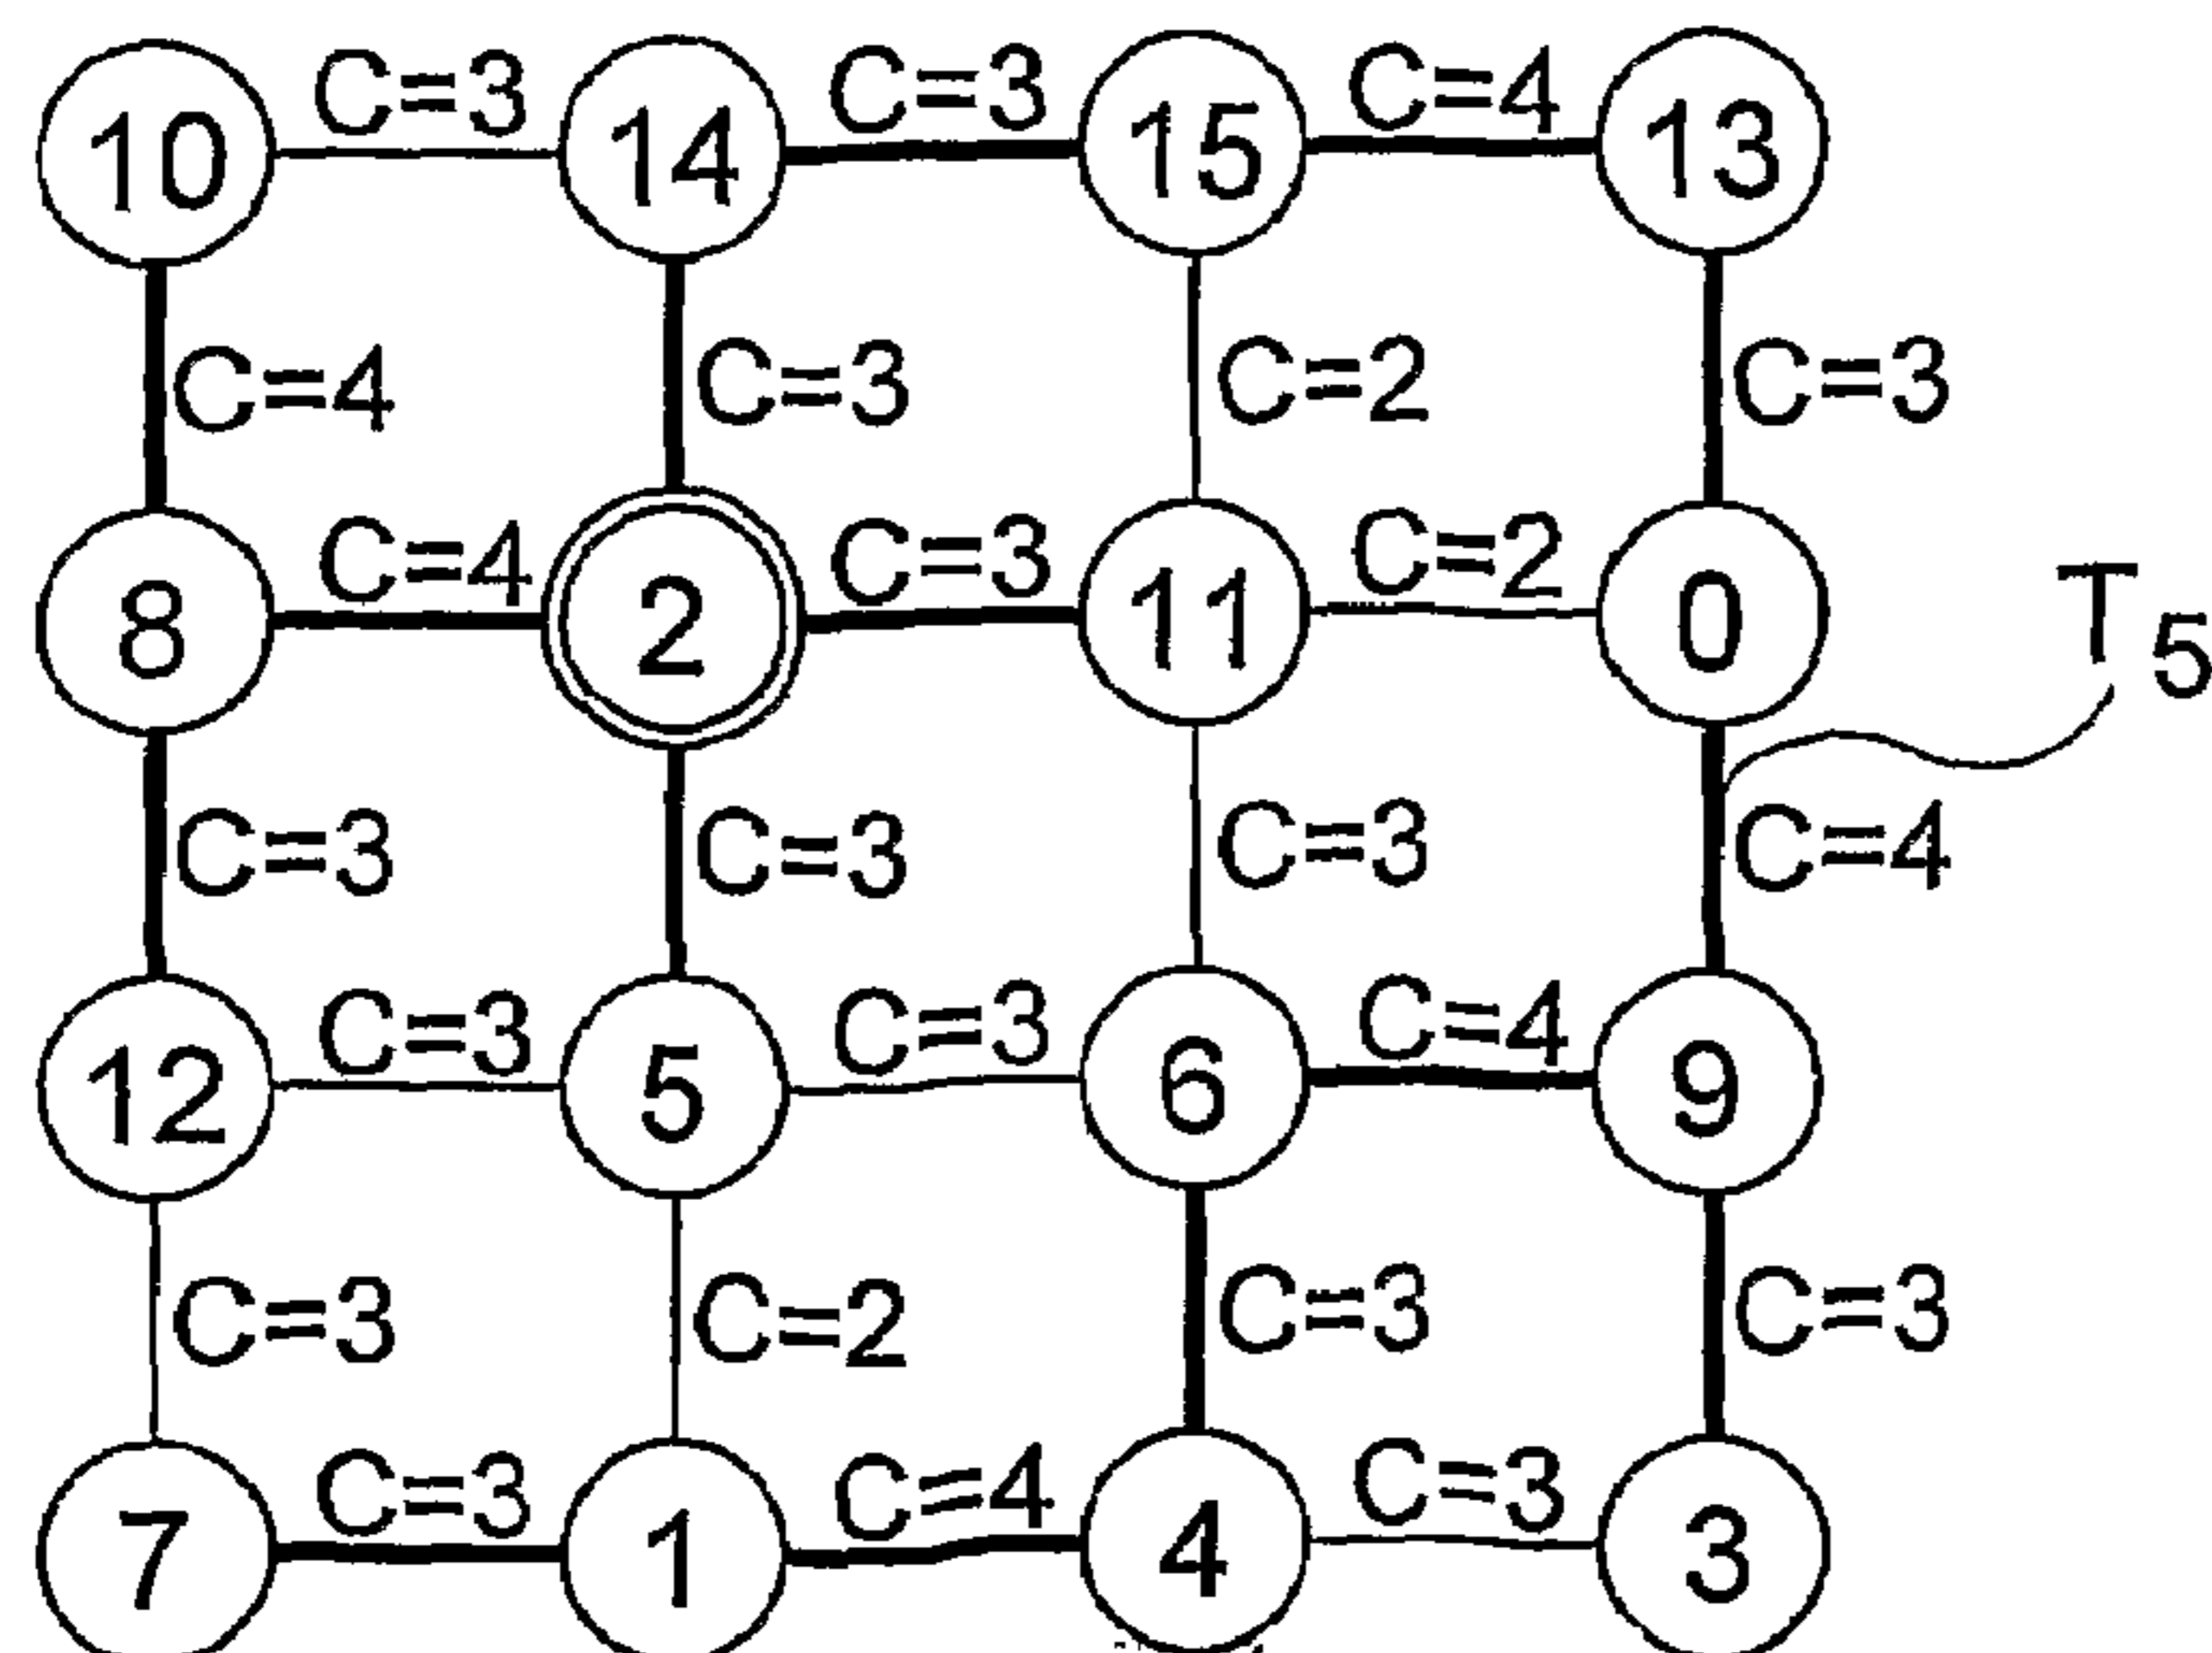 C=3 C=3 C=4
10 14 15 13
C=4 C=3 C=2 C=3
C=4 C=3 C=2
8 2 11 0 T5
C=3 C=3 C=3 C=4
C=3 C=3 C=4
12 5 6 9
C=3 C=2 C=3 C=3
C=3 C=4 C=3
7 1 4 3